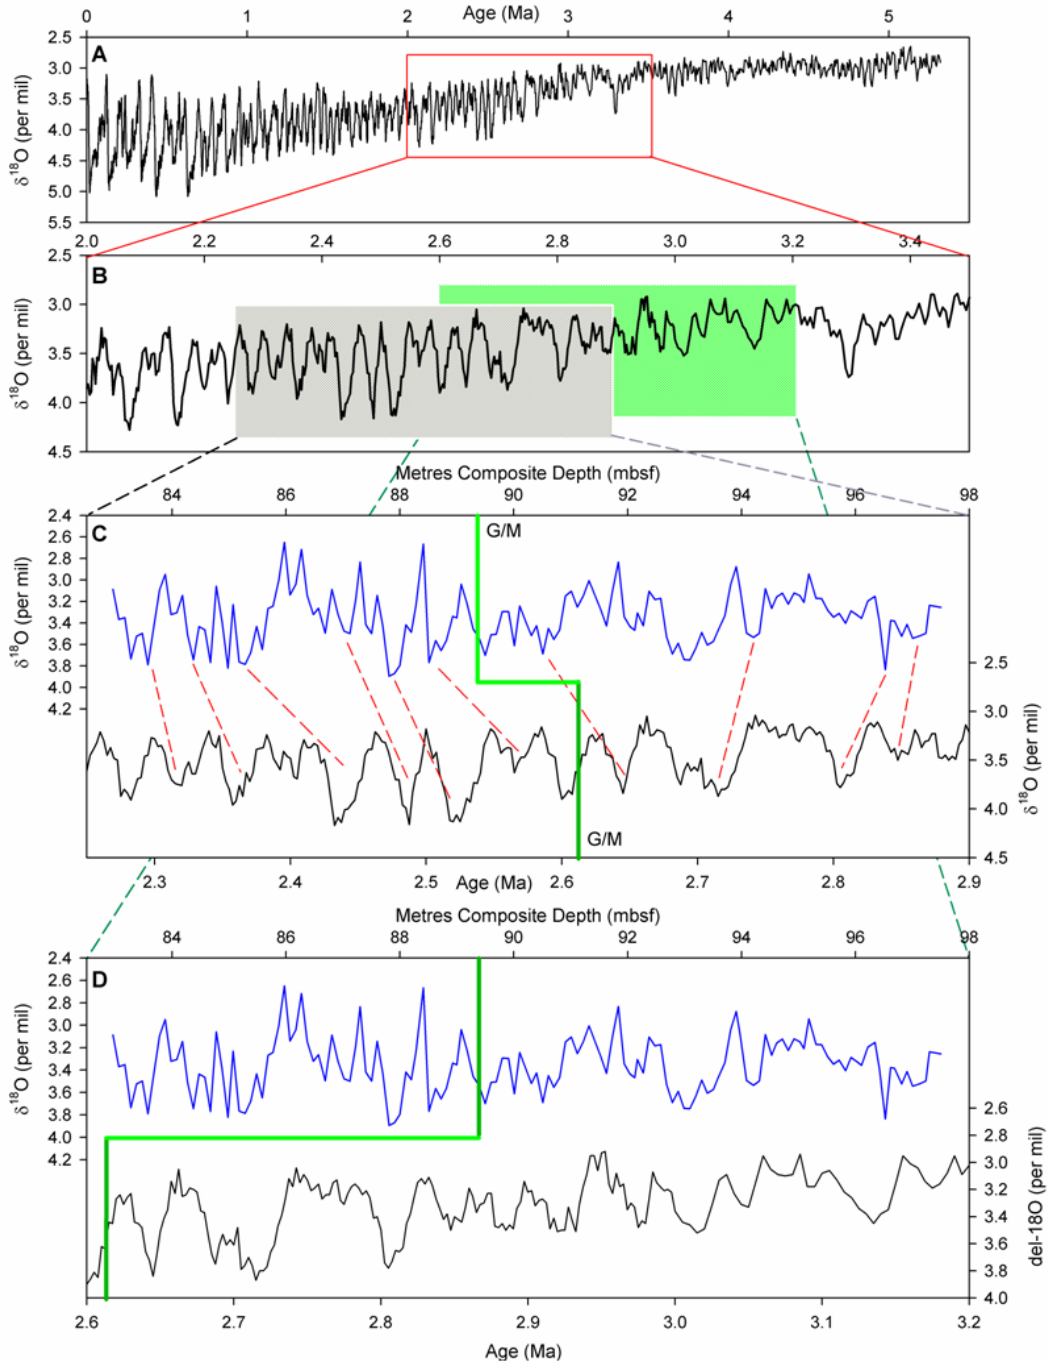 Age (Ma)
0 1 2 3 4 5
A
2.5
3.0
3.5
4.0
4.5
5.0
5.5
δ18O (per mil)
2.0 2.2 2.4 2.6 2.8 3.0 3.2 3.4
B
2.5
3.0
3.5
4.0
4.5
δ18O (per mil)
Metres Composite Depth (mbsf)
84 86 88 90 92 94 96 98
C
G/M
2.4
2.6
2.8
3.0
3.2
3.4
3.6
3.8
4.0
4.2
δ18O (per mil)
2.5
3.0
3.5
4.0
4.5
δ18O (per mil)
G/M
2.3 2.4 2.5 2.6 2.7 2.8 2.9
Age (Ma)
Metres Composite Depth (mbsf)
84 86 88 90 92 94 96 98
D
2.4
2.6
2.8
3.0
3.2
3.4
3.6
3.8
4.0
4.2
δ18O (per mil)
2.6
2.8
3.0
3.2
3.4
3.6
3.8
4.0
del-18O (per mil)
2.6 2.7 2.8 2.9 3.0 3.1 3.2
Age (Ma)